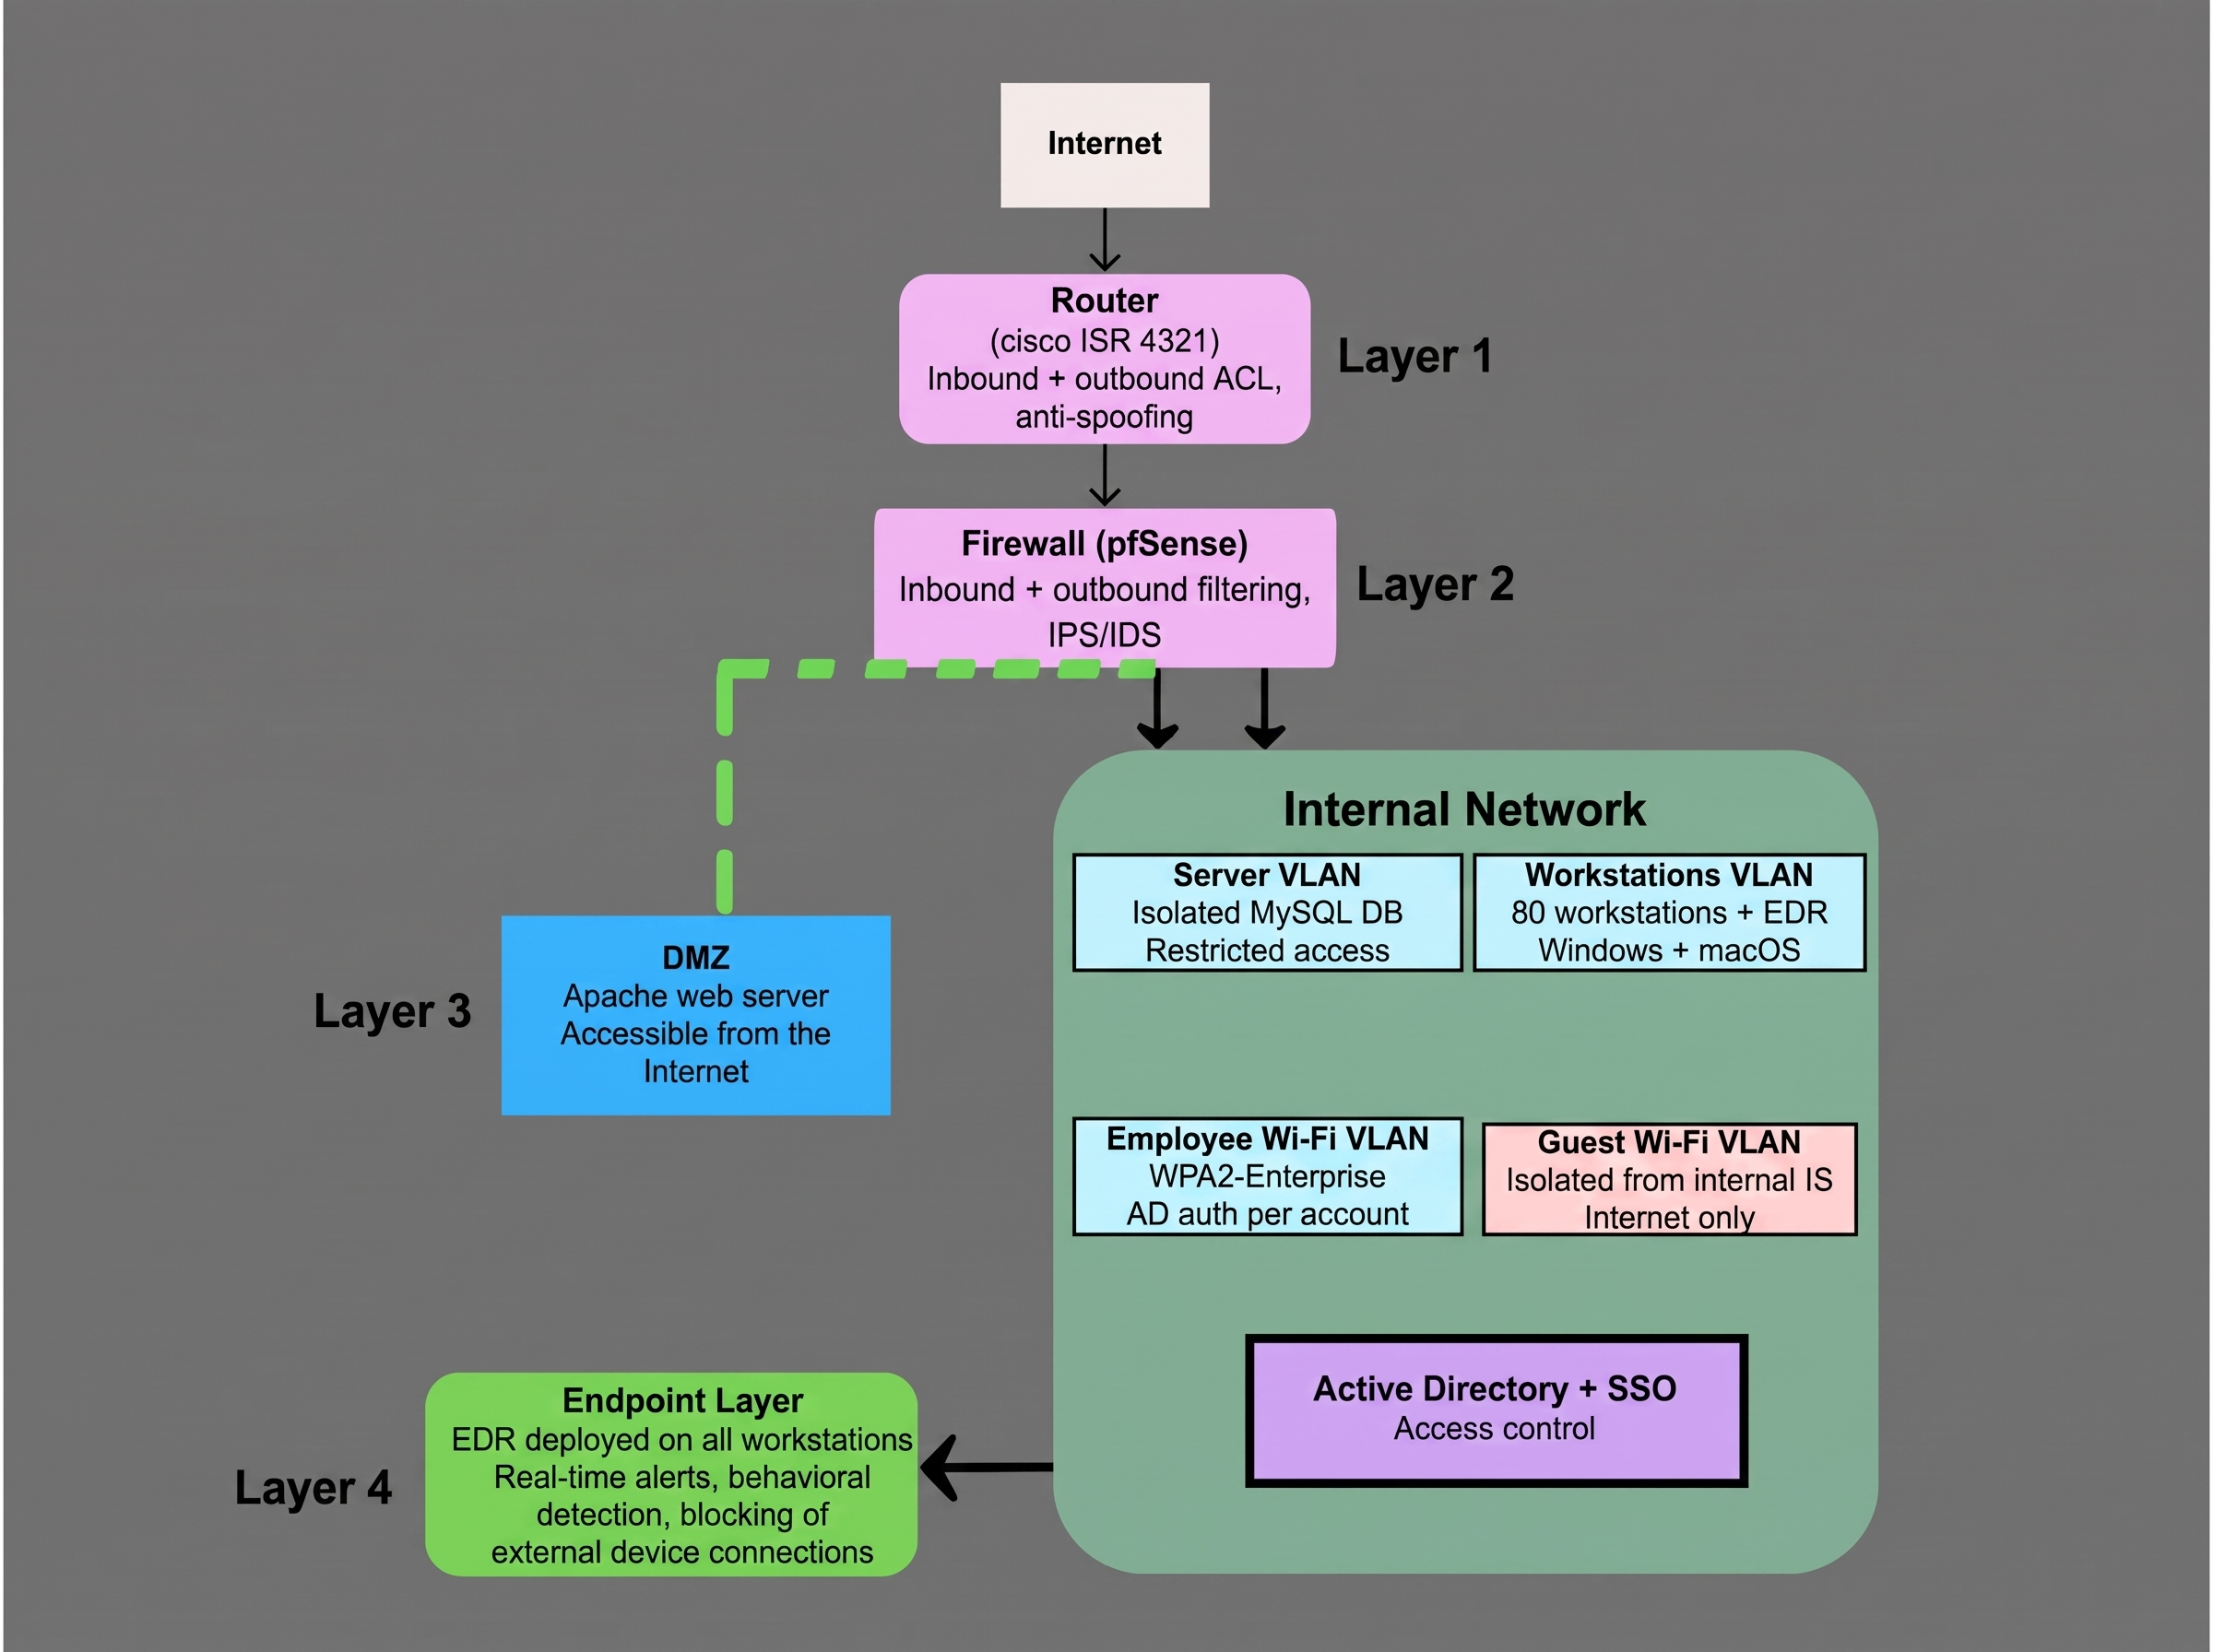 Internet
Router
(cisco ISR 4321)
Inbound + outbound ACL,
anti-spoofing
Layer 1
Firewall (pfSense)
Inbound + outbound filtering,
IPS/IDS
Layer 2
Internal Network
Server VLAN
Isolated MySQL DB
Restricted access
Workstations VLAN
80 workstations + EDR
Windows + macOS
DMZ
Apache web server
Accessible from the
Internet
Layer 3
Employee Wi-Fi VLAN
WPA2-Enterprise
AD auth per account
Guest Wi-Fi VLAN
Isolated from internal IS
Internet only
Active Directory + SSO
Access control
Endpoint Layer
EDR deployed on all workstations
Real-time alerts, behavioral
detection, blocking of
external device connections
Layer 4